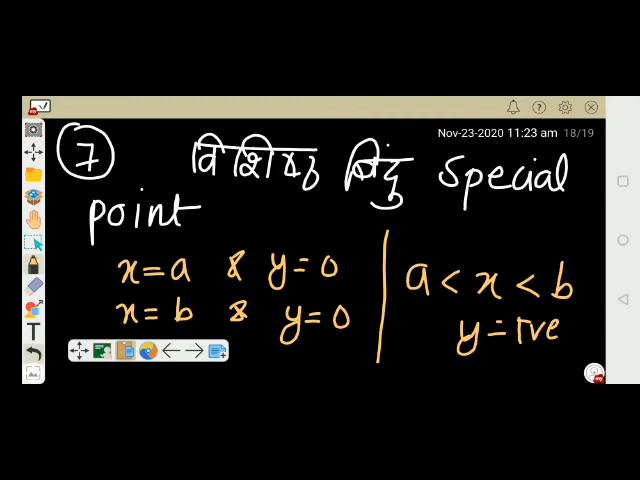 Nov-23-2020 11:23 am 18/19
7 विशिष्ठ बिंदु special
point
x=a & y=0
x=b & y=0
a<x<b
y=+ve
T